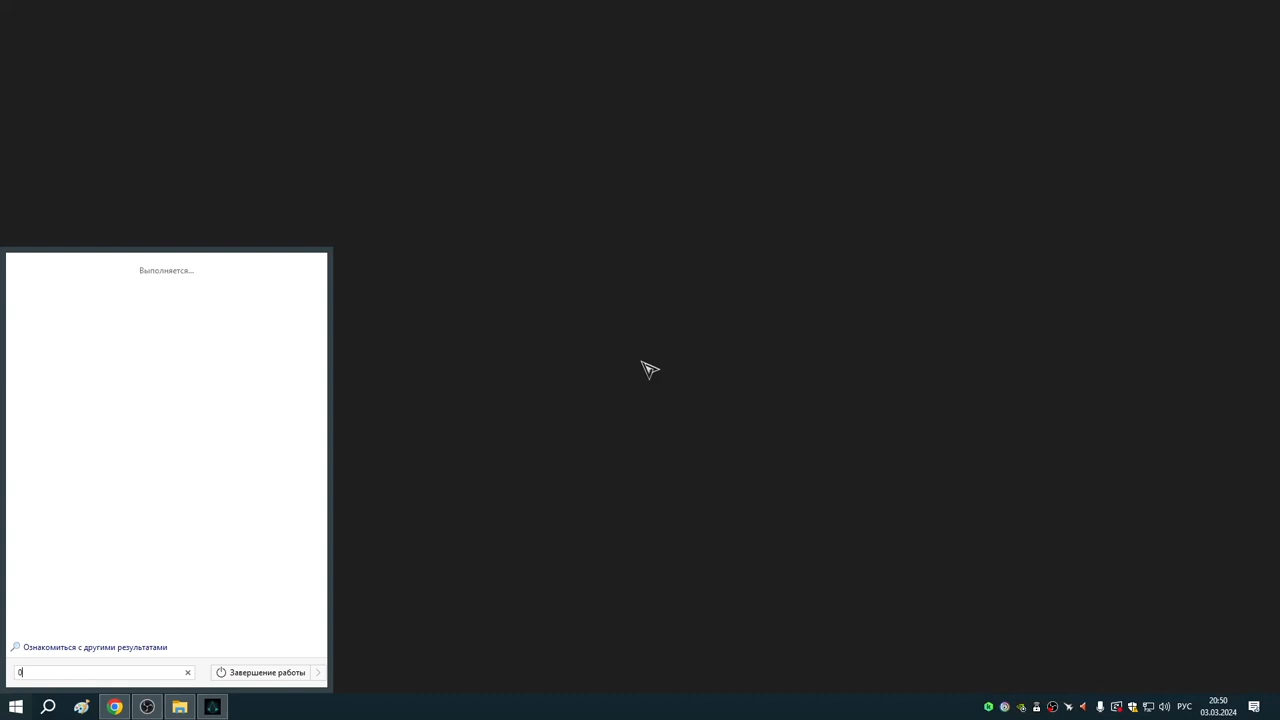 Выполняется...
Ознакомиться с другими результатами
0
Завершение работы
РУС
20:50
03.03.2024